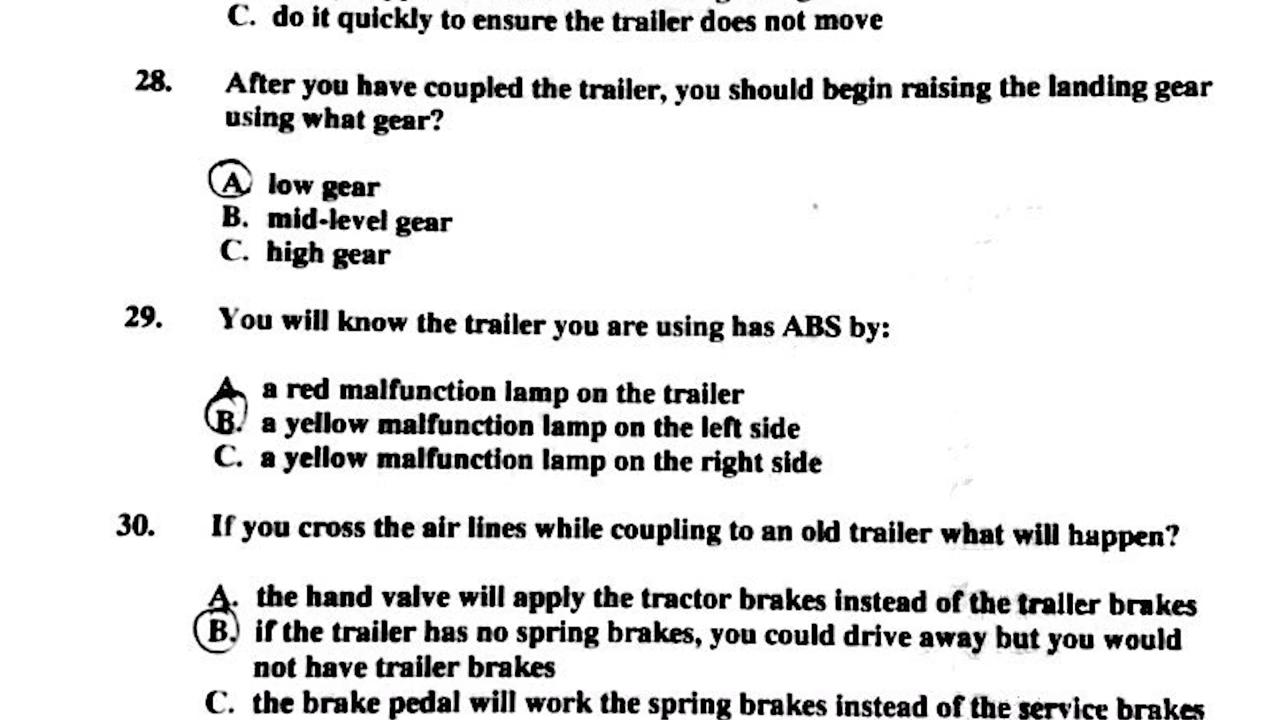 C. do it quickly to ensure the trailer does not move
28. After you have coupled the trailer, you should begin raising the landing gear
using what gear?
A. low gear
B. mid-level gear
C. high gear
29. You will know the trailer you are using has ABS by:
A. a red malfunction lamp on the trailer
B. a yellow malfunction lamp on the left side
C. a yellow malfunction lamp on the right side
30. If you cross the air lines while coupling to an old trailer what will happen?
A. the hand valve will apply the tractor brakes instead of the trailer brakes
B. if the trailer has no spring brakes, you could drive away but you would
not have trailer brakes
C. the brake pedal will work the spring brakes instead of the service brakes